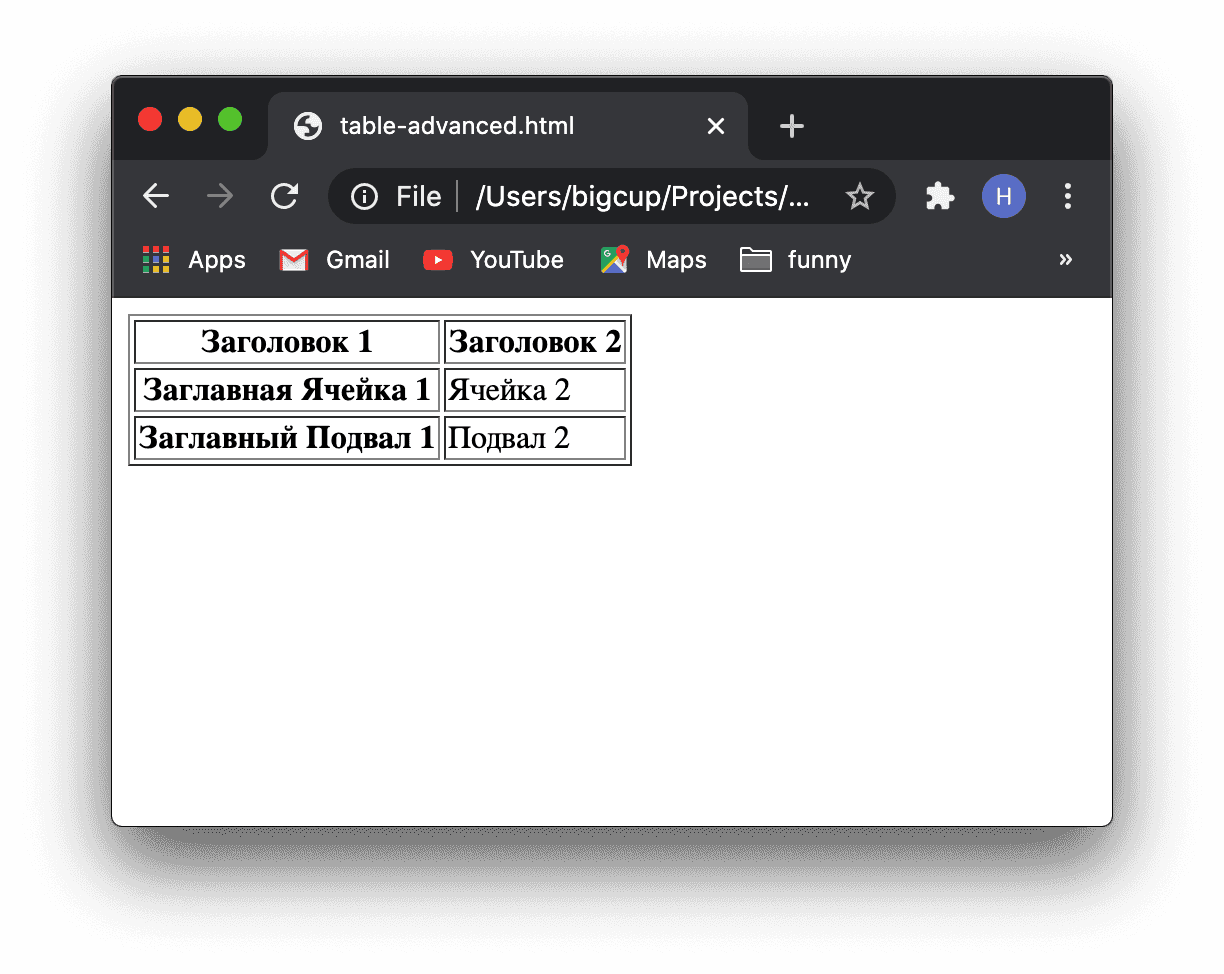 table-advanced.html
File /Users/bigcup/Projects/...
H
Apps Gmail YouTube Maps funny »
Заголовок 1 Заголовок 2
Заглавная Ячейка 1 Ячейка 2
Заглавный Подвал 1 Подвал 2